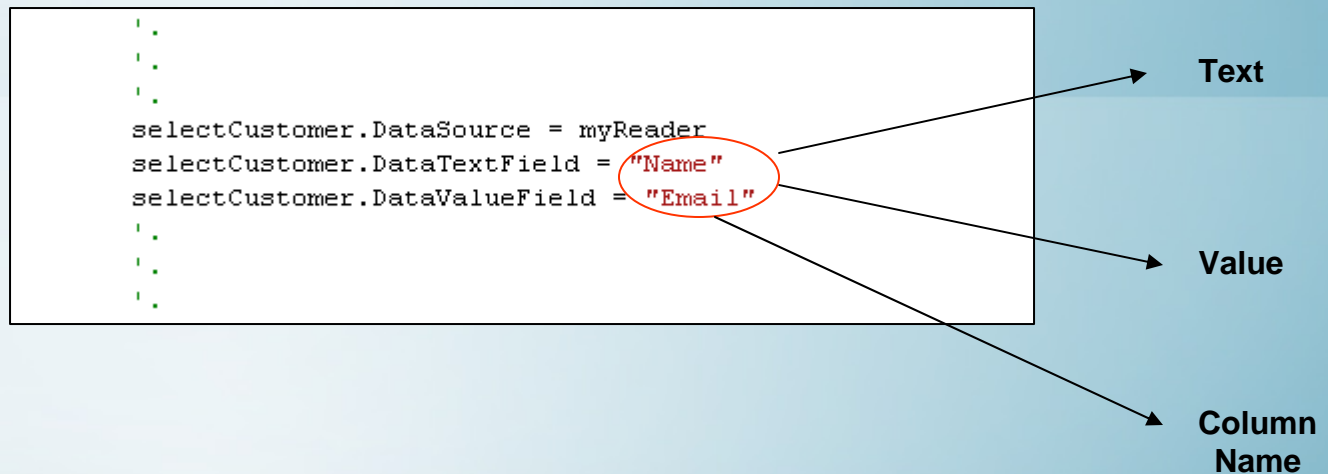 '.
'.
'.
selectCustomer.DataSource = myReader
selectCustomer.DataTextField = "Name"
selectCustomer.DataValueField = "Email"
'.
'.
'.
Text
Value
Column
Name